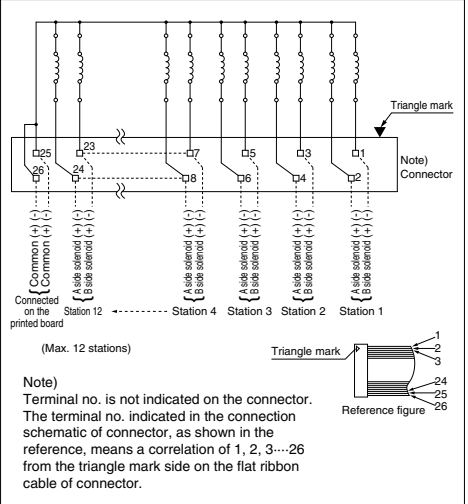 Triangle mark
25
23
7
5
3
1
Note)
Connector
26
24
8
6
4
2
Common (+) (-)
Common (+) (-)
A side solenoid (+) (-)
B side solenoid (+) (-)
A side solenoid (+) (-)
B side solenoid (+) (-)
A side solenoid (+) (-)
B side solenoid (+) (-)
A side solenoid (+) (-)
B side solenoid (+) (-)
A side solenoid (+) (-)
B side solenoid (+) (-)
Connected
on the
printed board
Station 12
Station 4
Station 3
Station 2
Station 1
(Max. 12 stations)
Triangle mark
1
2
3
24
25
26
Reference figure
Note)
Terminal no. is not indicated on the connector.
The terminal no. indicated in the connection
schematic of connector, as shown in the
reference, means a correlation of 1, 2, 3····26
from the triangle mark side on the flat ribbon
cable of connector.